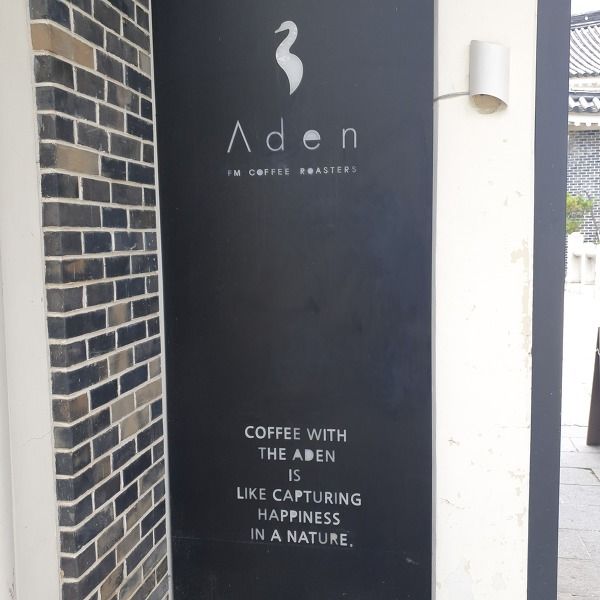 Aden
FM COFFEE ROASTERS
COFFEE WITH
THE ADEN
IS
LIKE CAPTURING
HAPPINESS
IN A NATURE.